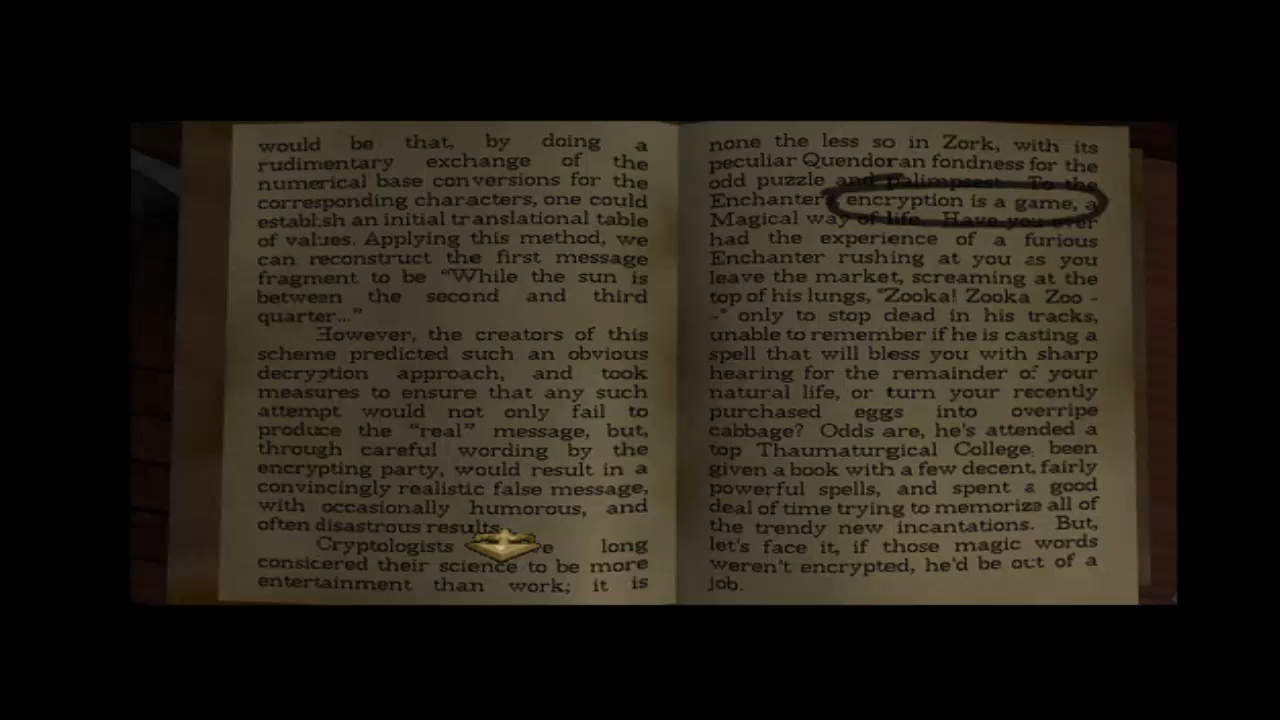 would be that, by doing a
rudimentary exchange of the
numerical base conversions for the
corresponding characters, one could
establish an initial translational table
of values. Applying this method, we
can reconstruct the first message
fragment to be “While the sun is
between the second and third
quarter...”
However, the creators of this
scheme predicted such an obvious
decryption approach, and took
measures to ensure that any such
attempt would not only fail to
produce the “real” message, but,
through careful wording by the
encrypting party, would result in a
convincingly realistic false message,
with occasionally humorous, and
often disastrous results.
Cryptologists long
considered their science to be more
entertainment than work; it is
none the less so in Zork, with its
peculiar Quendoran fondness for the
odd puzzle and palimpsest. To the
Enchanter, encryption is a game, a
Magical way of life. Have you ever
had the experience of a furious
Enchanter rushing at you as you
leave the market, screaming at the
top of his lungs, "Zooka! Zooka Zoo -
-" only to stop dead in his tracks,
unable to remember if he is casting a
spell that will bless you with sharp
hearing for the remainder of your
natural life, or turn your recently
purchased eggs into overripe
cabbage? Odds are, he's attended a
top Thaumaturgical College, been
given a book with a few decent, fairly
powerful spells, and spent a good
deal of time trying to memorize all of
the trendy new incantations. But,
let's face it, if those magic words
weren't encrypted, he'd be out of a
job.